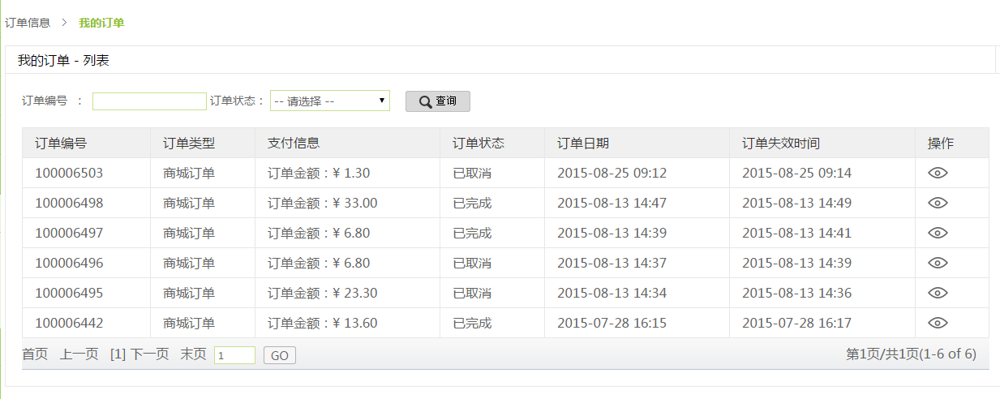 订单信息 > 我的订单
我的订单 - 列表
订单编号 ： 订单状态： -- 请选择 -- 查询
订单编号 订单类型 支付信息 订单状态 订单日期 订单失效时间 操作
100006503 商城订单 订单金额：¥ 1.30 已取消 2015-08-25 09:12 2015-08-25 09:14
100006498 商城订单 订单金额：¥ 33.00 已完成 2015-08-13 14:47 2015-08-13 14:49
100006497 商城订单 订单金额：¥ 6.80 已完成 2015-08-13 14:39 2015-08-13 14:41
100006496 商城订单 订单金额：¥ 6.80 已取消 2015-08-13 14:37 2015-08-13 14:39
100006495 商城订单 订单金额：¥ 23.30 已取消 2015-08-13 14:34 2015-08-13 14:36
100006442 商城订单 订单金额：¥ 13.60 已完成 2015-07-28 16:15 2015-07-28 16:17
首页 上一页 [1] 下一页 末页 1 GO 第1页/共1页(1-6 of 6)